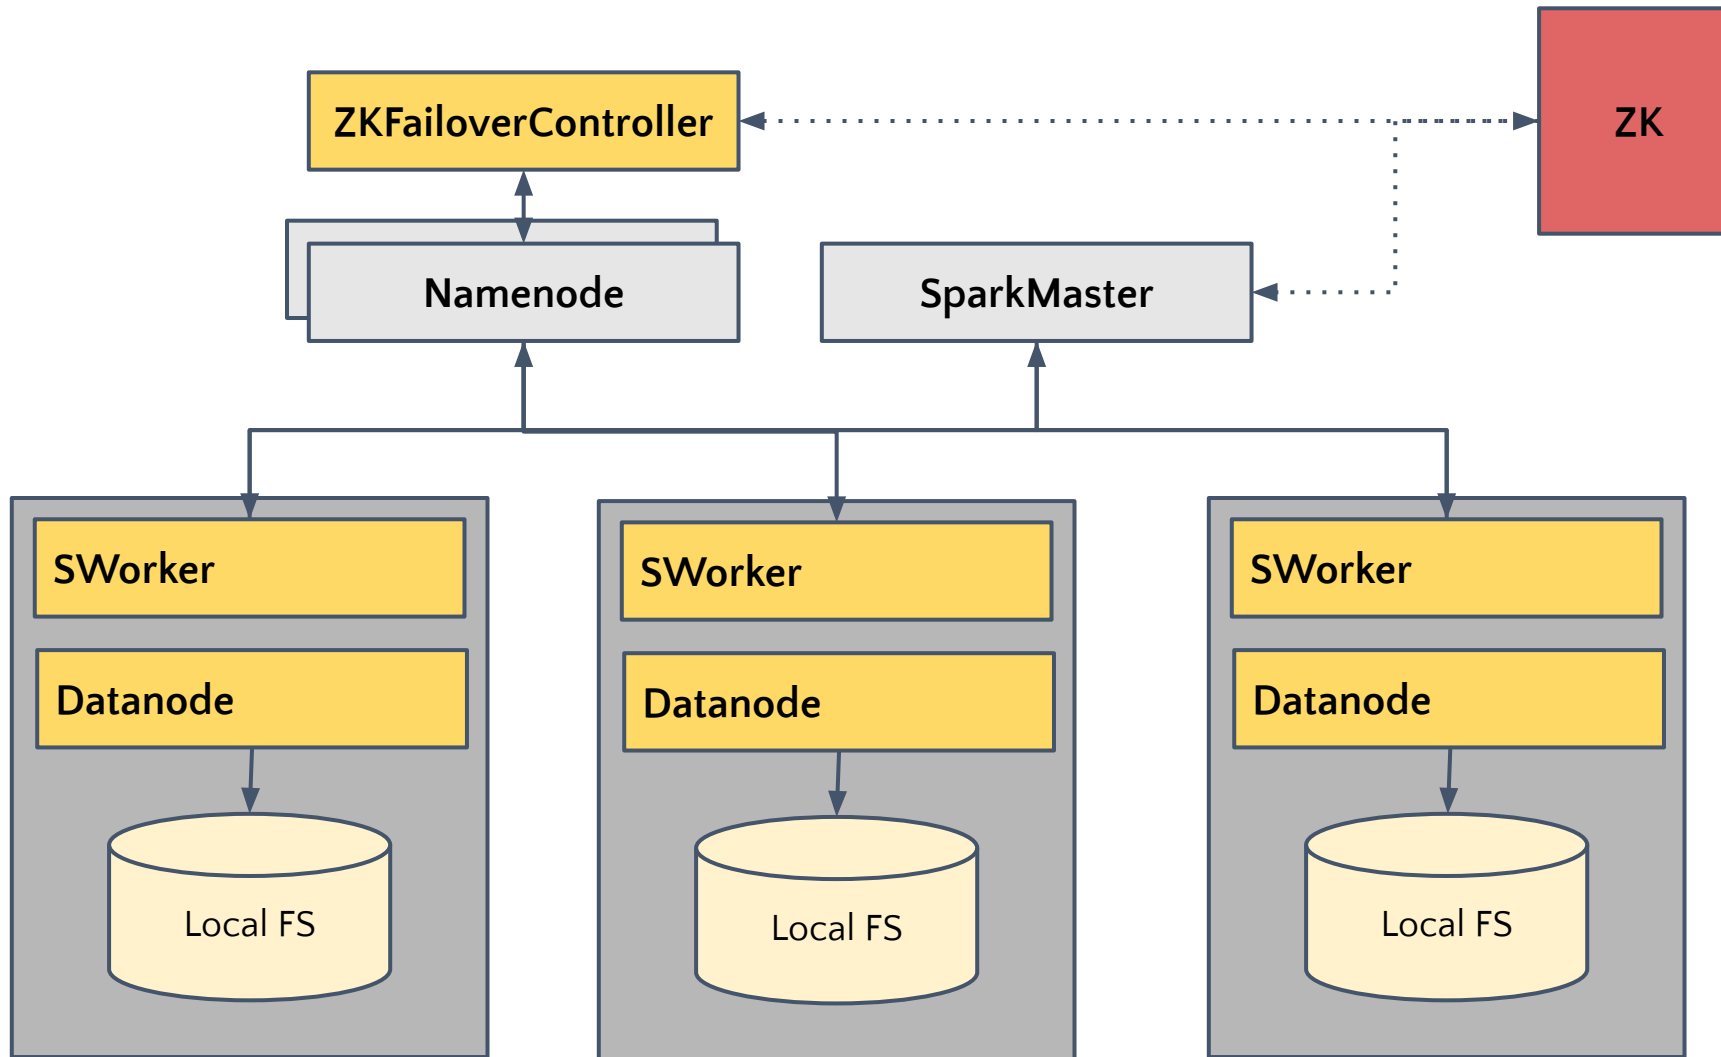 ZKFailoverController
ZK
Namenode
SparkMaster
SWorker
SWorker
SWorker
Datanode
Datanode
Datanode
Local FS
Local FS
Local FS